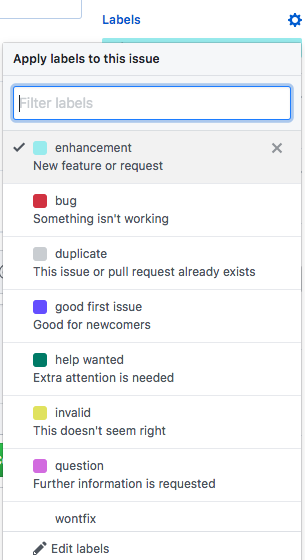 Labels
Apply labels to this issue
Filter labels
enhancement
New feature or request
bug
Something isn't working
duplicate
This issue or pull request already exists
good first issue
Good for newcomers
help wanted
Extra attention is needed
invalid
This doesn't seem right
question
Further information is requested
wontfix
Edit labels